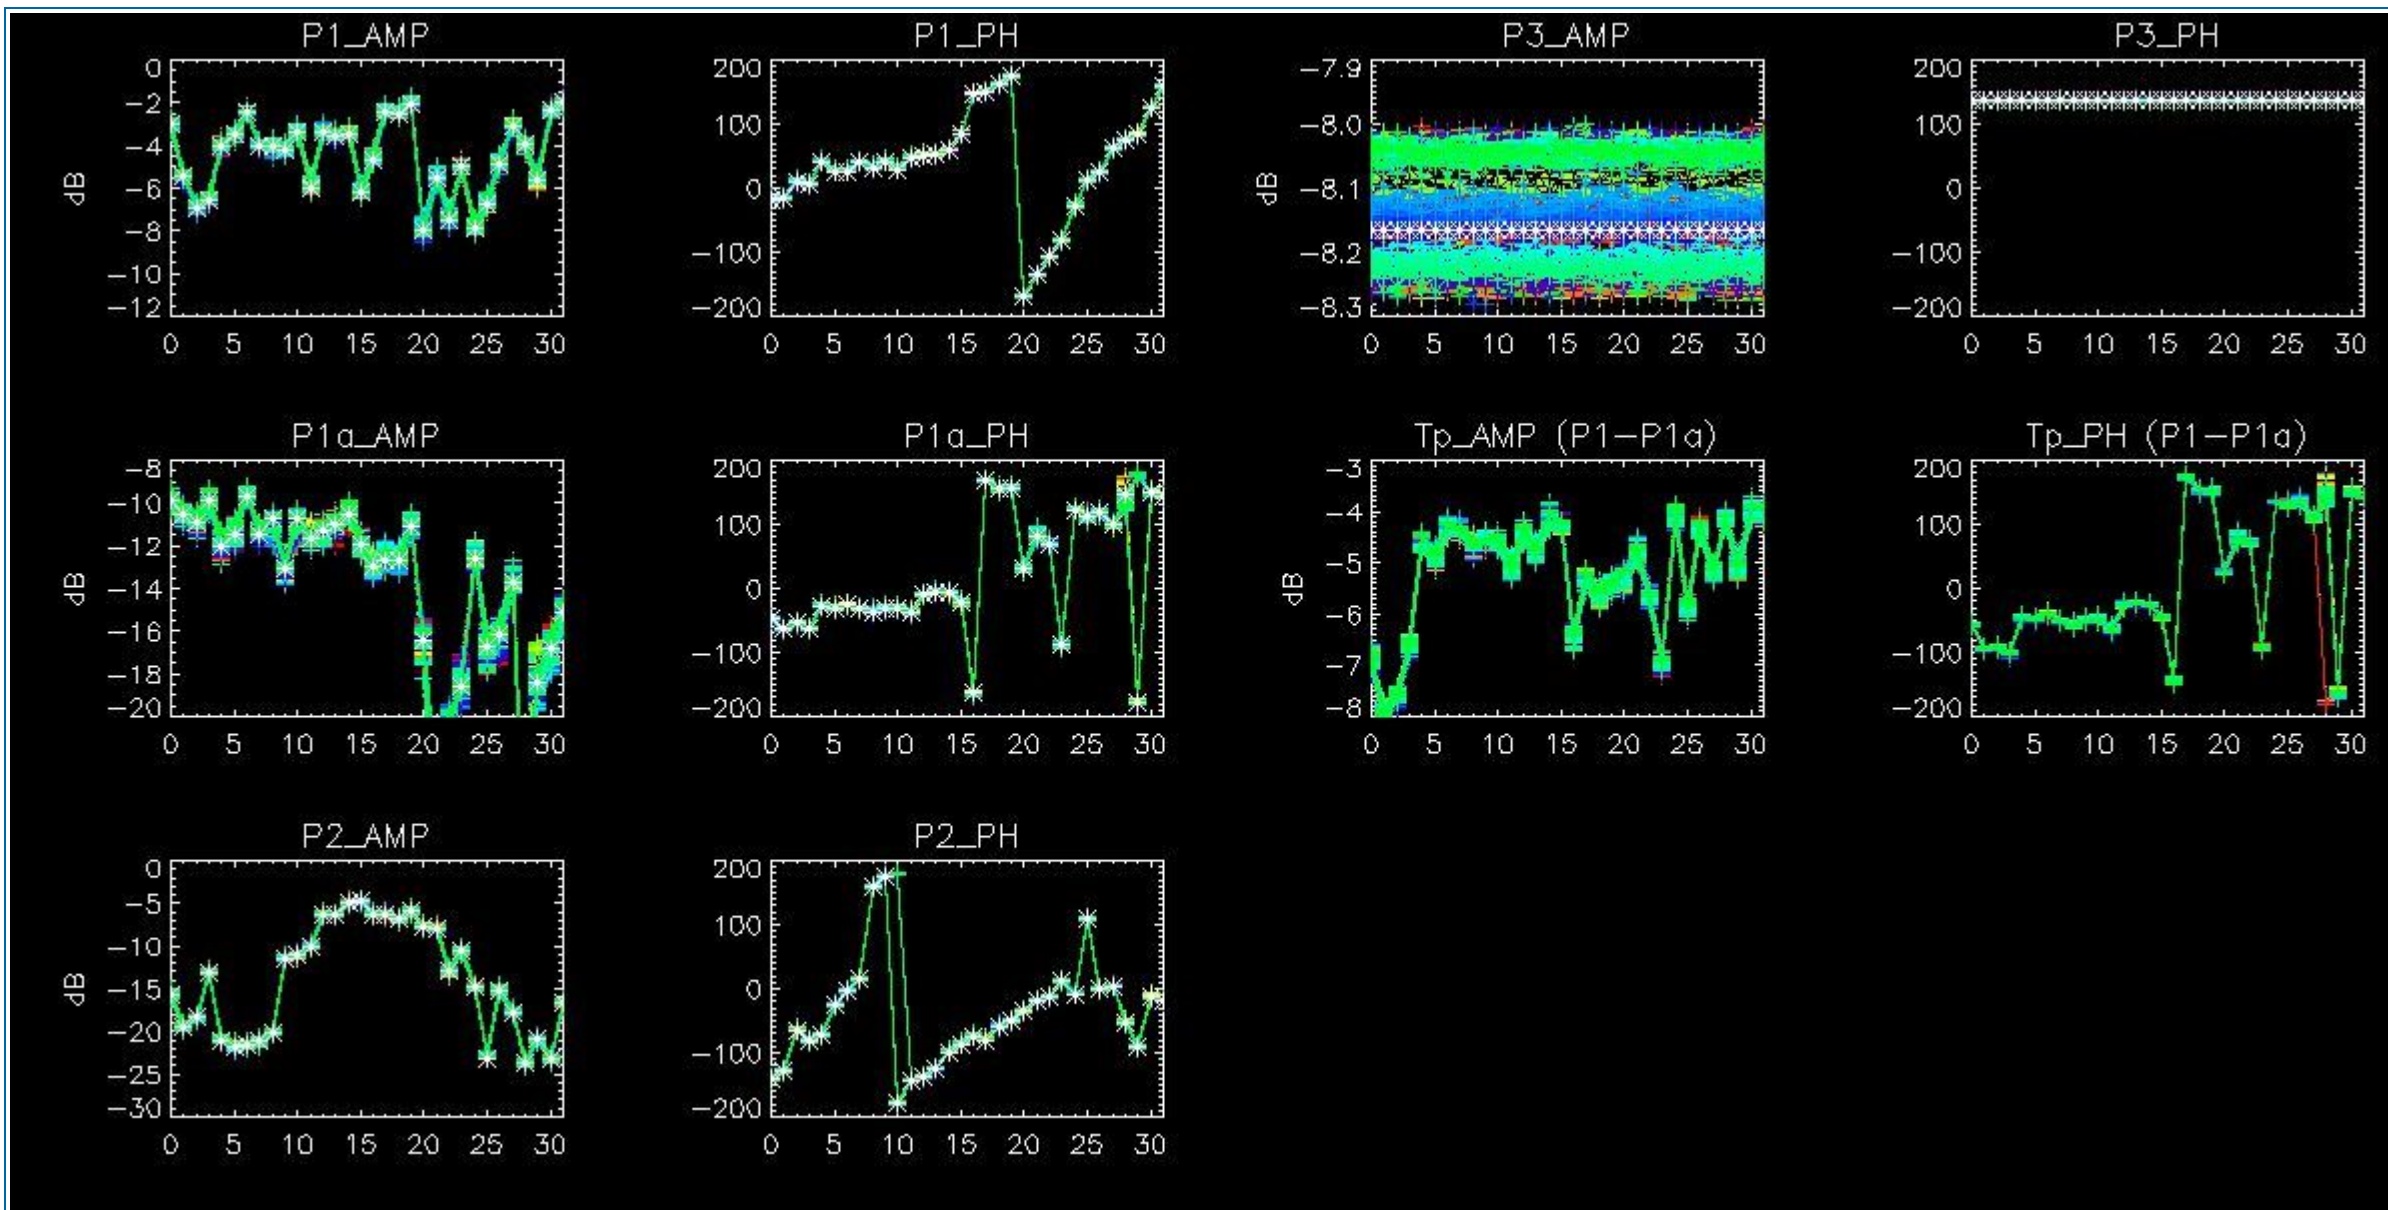 P1_AMP
0
−2
−4
−6
−8
−10
−12
dB
0 5 10 15 20 25 30
P1_PH
200
100
0
−100
−200
0 5 10 15 20 25 30
P3_AMP
−7.9
−8.0
−8.1
−8.2
−8.3
dB
0 5 10 15 20 25 30
P3_PH
200
100
0
−100
−200
0 5 10 15 20 25 30
P1a_AMP
−8
−10
−12
−14
−16
−18
−20
dB
0 5 10 15 20 25 30
P1a_PH
200
100
0
−100
−200
0 5 10 15 20 25 30
Tp_AMP (P1−P1a)
−3
−4
−5
−6
−7
−8
dB
0 5 10 15 20 25 30
Tp_PH (P1−P1a)
200
100
0
−100
−200
0 5 10 15 20 25 30
P2_AMP
0
−5
−10
−15
−20
−25
−30
dB
0 5 10 15 20 25 30
P2_PH
200
100
0
−100
−200
0 5 10 15 20 25 30